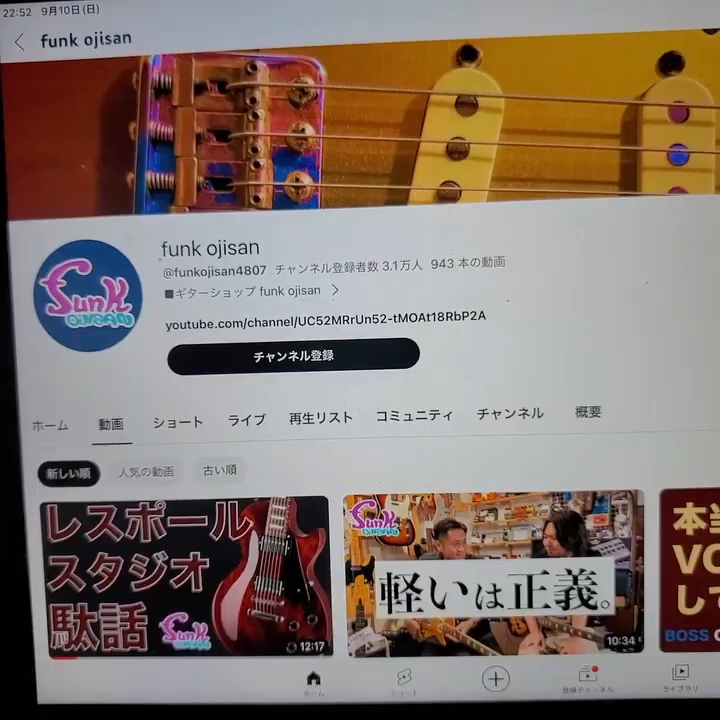 22:52 9月10日(日)
funk ojisan
funk ojisan
@funkojisan4807 チャンネル登録者数 3.1万人 943 本の動画
■ギターショップ funk ojisan
youtube.com/channel/UC52MRrUn52-tMOAt18RbP2A
チャンネル登録
ホーム 動画 ショート ライブ 再生リスト コミュニティ チャンネル 概要
新しい順 人気の動画 古い順
レスポール
スタジオ
駄話
Funk
OJISAN
12:17
Funk
OJISAN
軽いは正義。
10:34
本当
VO
して
BOSS
ホーム ショート 登録チャンネル ライブラリ